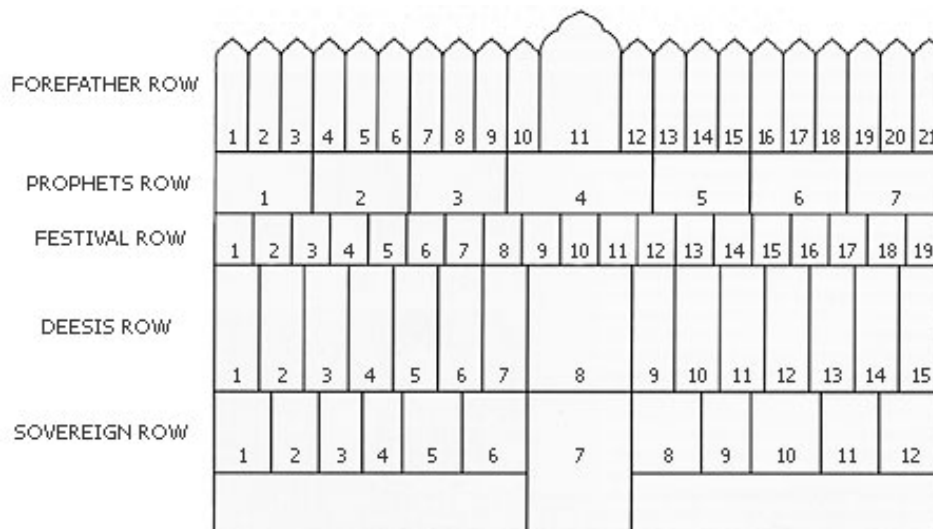 FOREFATHER ROW
1 2 3 4 5 6 7 8 9 10 11 12 13 14 15 16 17 18 19 20 21
PROPHETS ROW
1 2 3 4 5 6 7
FESTIVAL ROW
1 2 3 4 5 6 7 8 9 10 11 12 13 14 15 16 17 18 19
DEESIS ROW
1 2 3 4 5 6 7 8 9 10 11 12 13 14 15
SOVEREIGN ROW
1 2 3 4 5 6 7 8 9 10 11 12